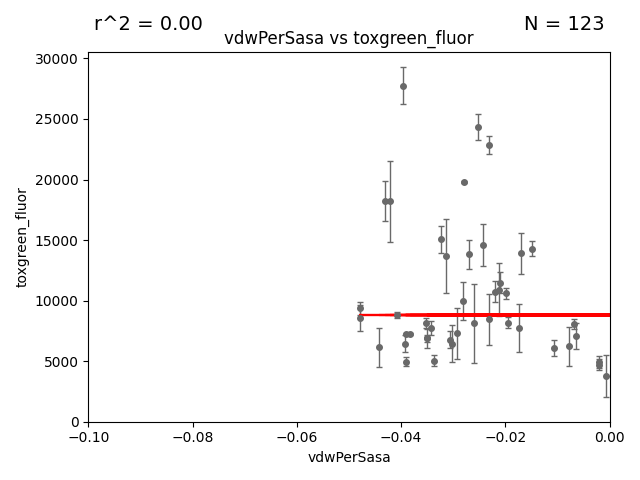 r^2 = 0.00
N = 123
vdwPerSasa vs toxgreen_fluor
30000
25000
20000
15000
10000
5000
0
toxgreen_fluor
−0.10
−0.08
−0.06
−0.04
−0.02
0.00
vdwPerSasa